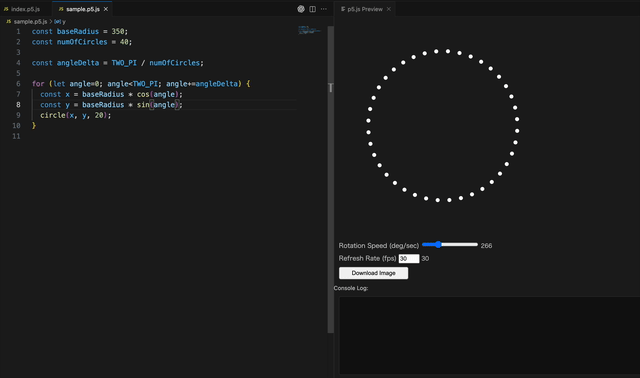 JS index.p5.js
JS sample.p5.js ×
JS sample.p5.js > y
1 const baseRadius = 350;
2 const numOfCircles = 40;
3
4 const angleDelta = TWO_PI / numOfCircles;
5
6 for (let angle=0; angle<TWO_PI; angle+=angleDelta) {
7 const x = baseRadius * cos(angle);
8 const y = baseRadius * sin(angle);
9 circle(x, y, 20);
10 }
11
p5.js Preview ×
Rotation Speed (deg/sec) 266
Refresh Rate (fps) 30 30
Download Image
Console Log: